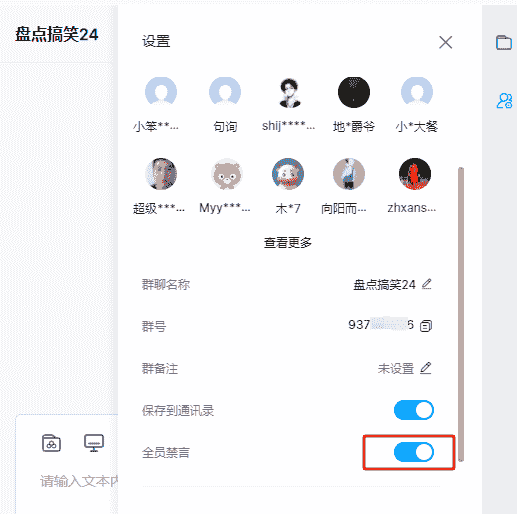 盘点搞笑24
设置
小笨**... 句询 shij****... 地*爵爷 小*大餐
超级***... Myy***... 木*7 向阳而... zhxans...
查看更多
群聊名称 盘点搞笑24
群号 937 6
群备注 未设置
保存到通讯录
全员禁言
请输入文本内